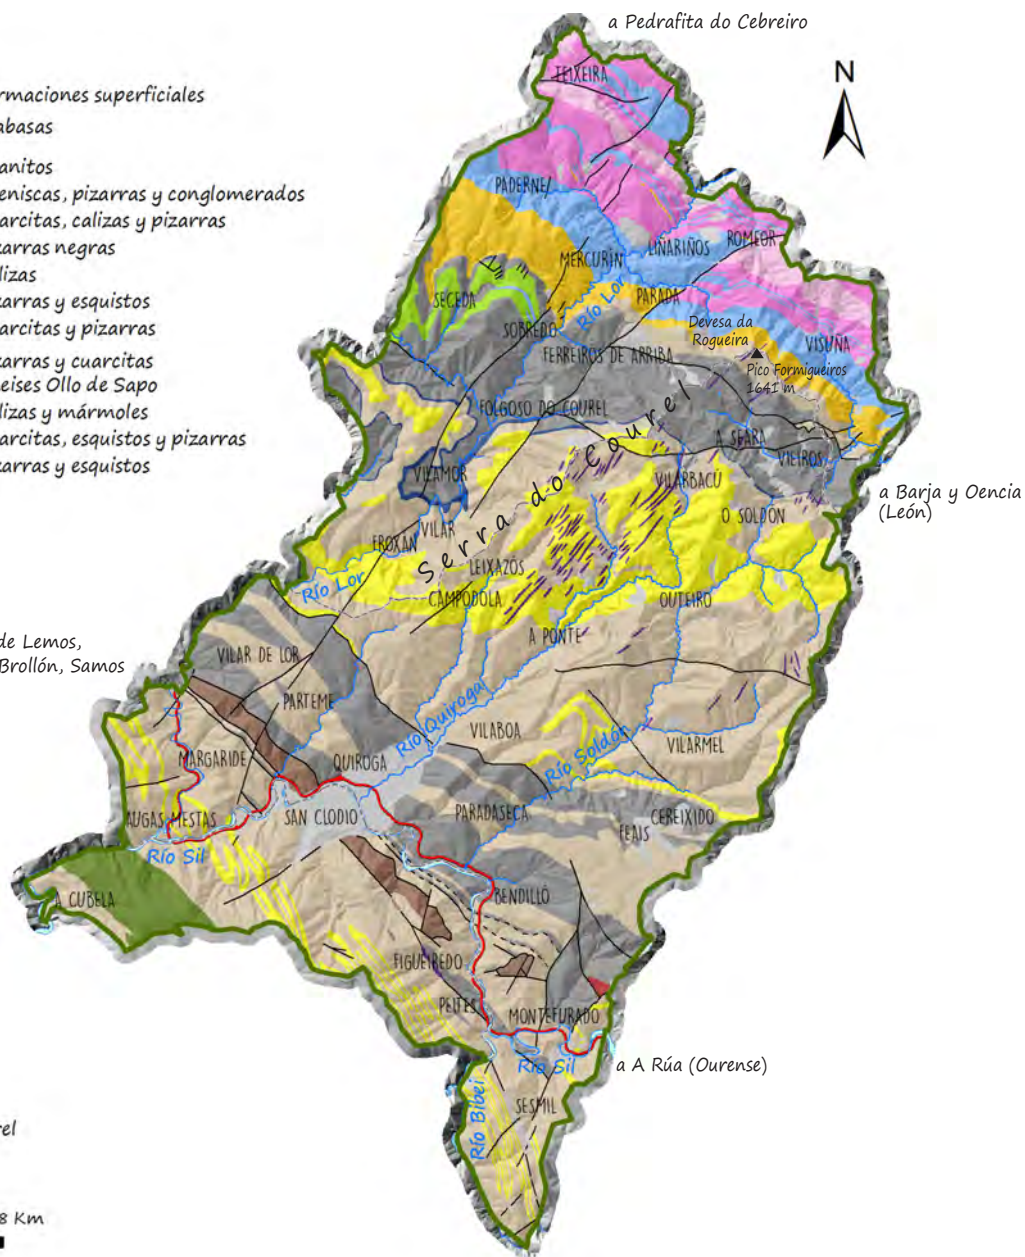 a Pedrafita do Cebreiro
N
rmaciones superficiales
abasas
anitos
eniscas, pizarras y conglomerados
arcitas, calizas y pizarras
zarras negras
lizas
zarras y esquistos
arcitas y pizarras
zarras y cuarcitas
eises Ollo de Sapo
lizas y mármoles
arcitas, esquistos y pizarras
zarras y esquistos
TEIXEIRA
PADERNE
MERCURÍN
LIÑARIÑOS
ROMEOR
SECEDA
Río Lor
PARADA
SOBREDO
Devesa da
Rogueira
VISUÑA
FERREIROS DE ARRIBA
Pico Formigueiros
1641 m
FOLGOSO DO COUREL
A SEARA
VIEIROS
VILAMOR
VILARBACÚ
a Barja y Oencia
(León)
O SOLDÓN
VILAR
FROXÁN
Serra do Courel
LEIXAZÓS
Río Lor
CAMPODOLA
OUTEIRO
A PONTE
de Lemos,
Brollón, Samos
VILAR DE LOR
PARTEME
Río Quiroga
VILABOA
VILARMEL
MARGARIDE
QUIROGA
Río Soldón
AUGAS MESTAS
SAN CLODIO
PARADASECA
CEREIXIDO
FEAIS
Río Sil
A CUBELA
BENDILLÓ
FIGUEIREDO
PEITES
MONTEFURADO
Río Sil
a A Rúa (Ourense)
Río Bibei
SESMIL
rel
8 Km